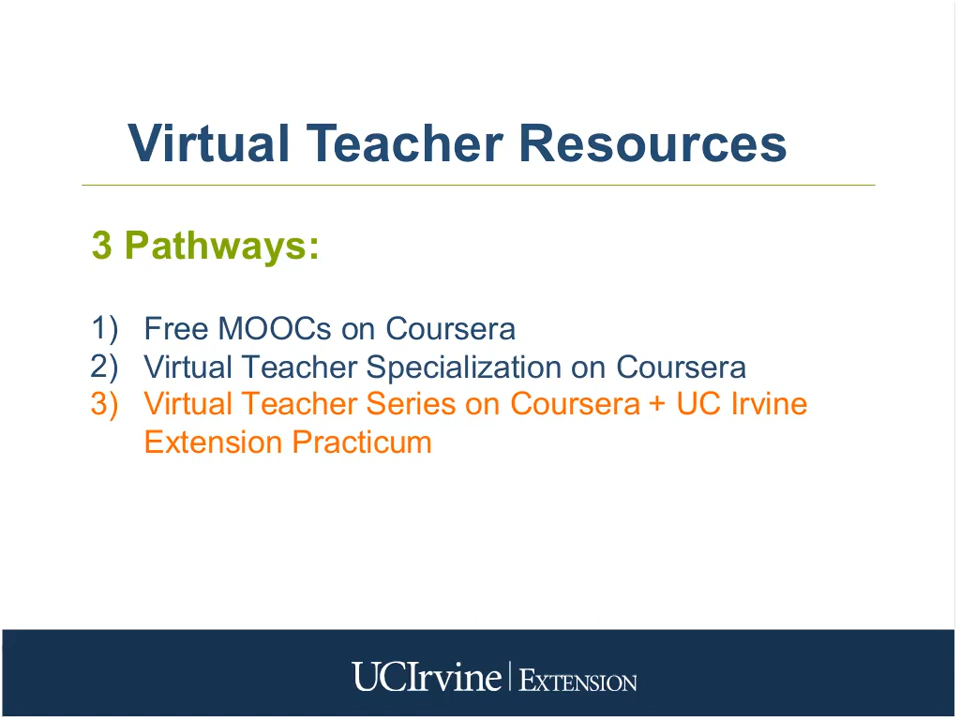 Virtual Teacher Resources
3 Pathways:
1) Free MOOCs on Coursera
2) Virtual Teacher Specialization on Coursera
3) Virtual Teacher Series on Coursera + UC Irvine
Extension Practicum
UCIrvine | EXTENSION